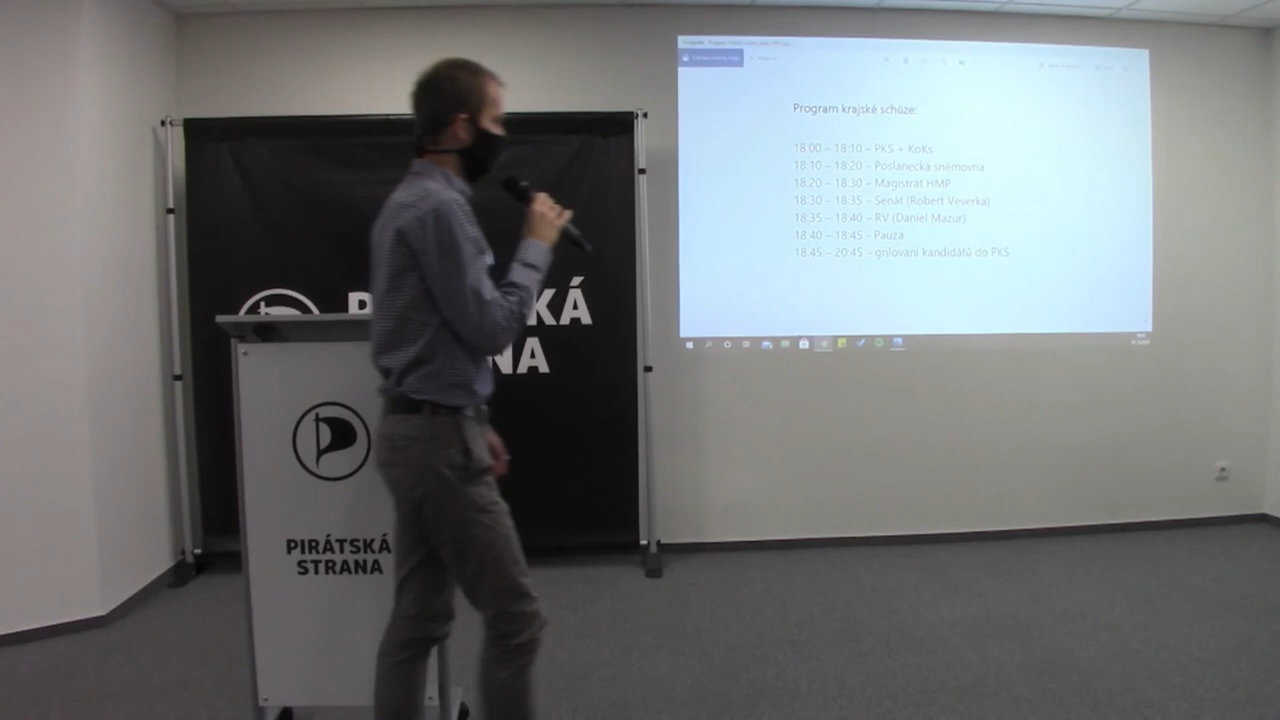 Program krajské schůze:
18:00 – 18:10 – PKS + KoKs
18:10 – 18:20 – Poslanecká sněmovna
18:20 – 18:30 – Magistrát HMP
18:30 – 18:35 – Senát (Robert Veverka)
18:35 – 18:40 – RV (Daniel Mazur)
18:40 – 18:45 - Pauza
18:45 – 20:45 – grilování kandidátů do PKS
KÁ
NA
PIRÁTSKÁ
STRANA